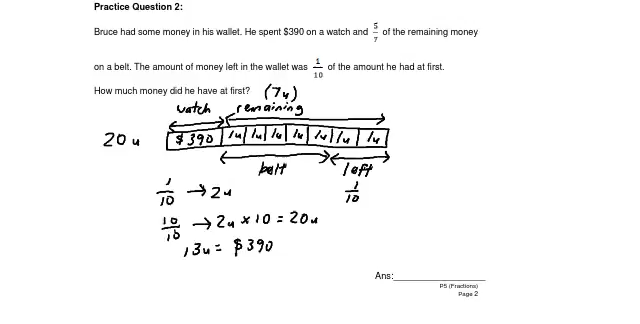 Practice Question 2:
Bruce had some money in his wallet. He spent $390 on a watch and 5/7 of the remaining money
on a belt. The amount of money left in the wallet was 1/10 of the amount he had at first.
How much money did he have at first? (7u)
watch remaining
20u $390 1u 1u 1u 1u 1u 1u 1u
belt left
1/10 → 2u 1/10
10/10 → 2u × 10 = 20u
13u = $390
Ans:
P5 (Fractions)
Page 2